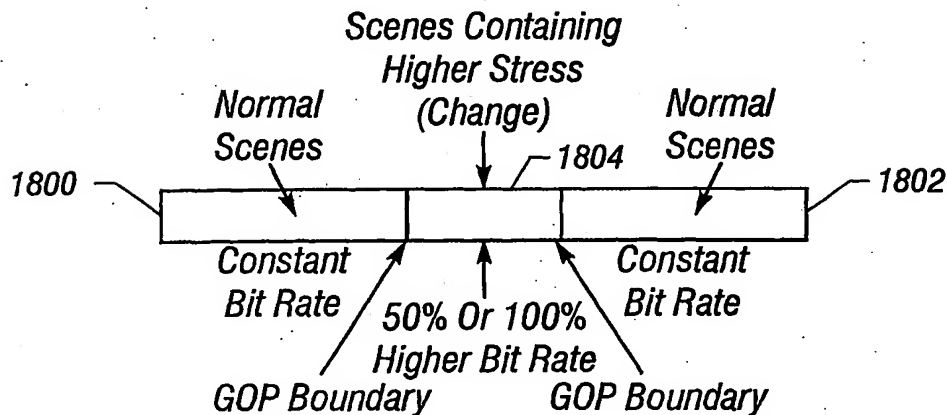 Scenes Containing
Higher Stress
(Change)
Normal
Scenes
Normal
Scenes
1804
1800
1802
Constant
Bit Rate
50% Or 100%
Higher Bit Rate
Constant
Bit Rate
GOP Boundary
GOP Boundary